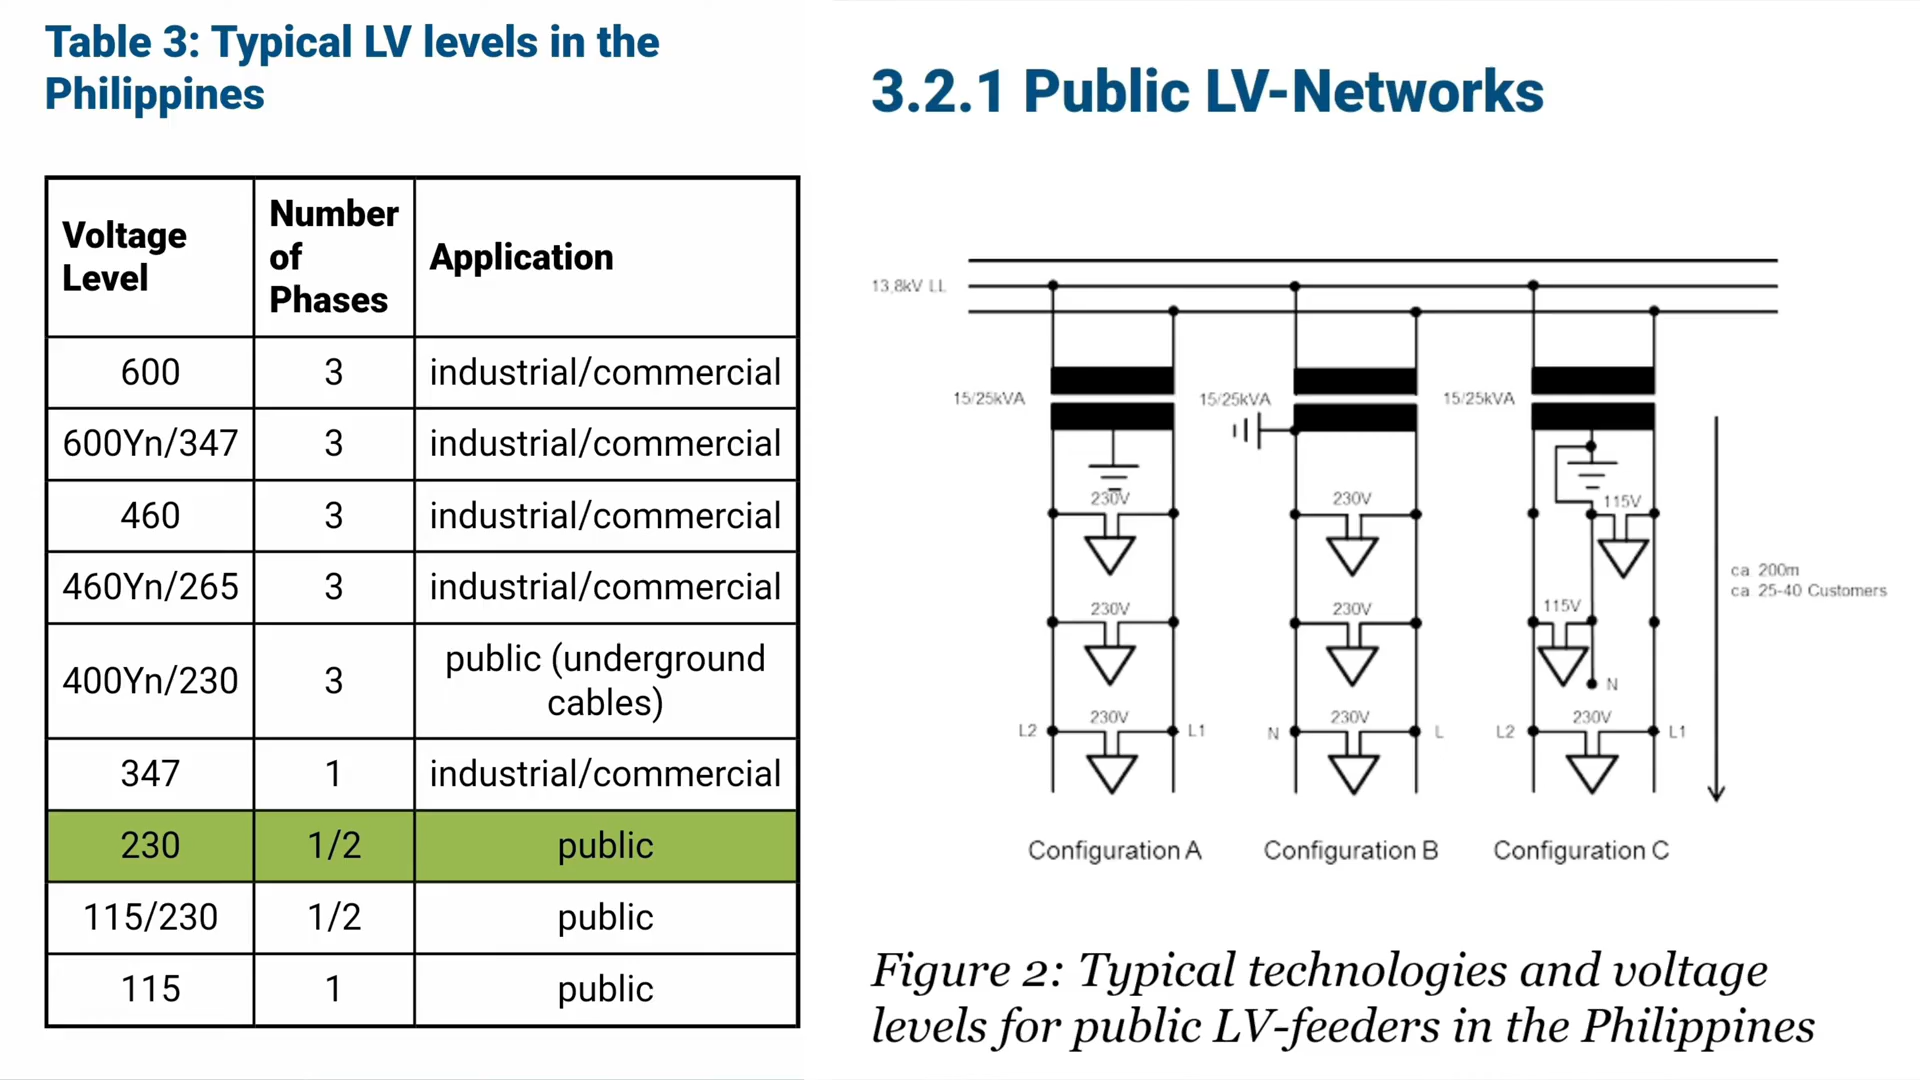 Table 3: Typical LV levels in the
Philippines
Voltage
Level
Number
of
Phases
Application
600
3
industrial/commercial
600Yn/347
3
industrial/commercial
460
3
industrial/commercial
460Yn/265
3
industrial/commercial
400Yn/230
3
public (underground
cables)
347
1
industrial/commercial
230
1/2
public
115/230
1/2
public
115
1
public
3.2.1 Public LV-Networks
13,8kV LL
15/25kVA
15/25kVA
15/25kVA
230V
230V
115V
230V
230V
115V
N
ca. 200m
ca. 25-40 Customers
L2
230V
L1
N
230V
L
L2
230V
L1
Configuration A
Configuration B
Configuration C
Figure 2: Typical technologies and voltage
levels for public LV-feeders in the Philippines